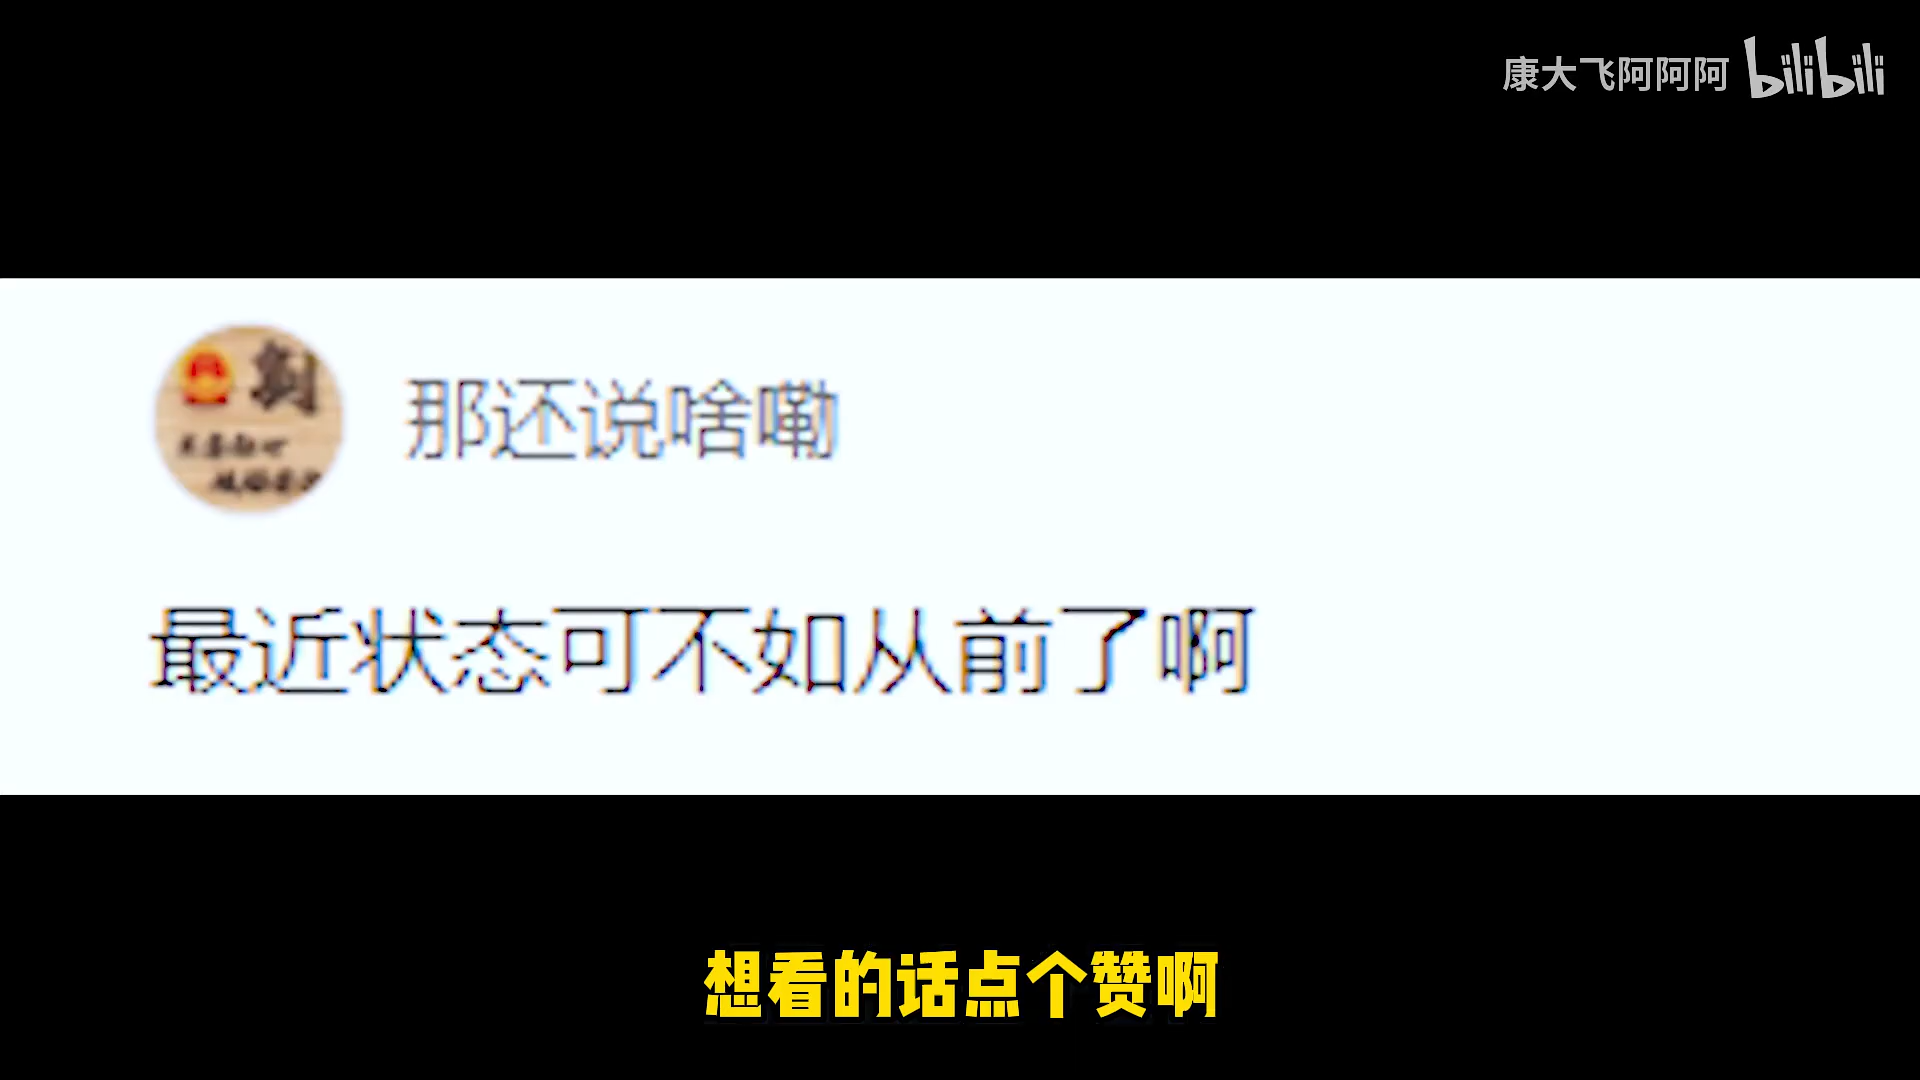 康大飞阿阿阿 bilibili
那还说啥嘞
最近状态可不如从前了啊
想看的话点个赞啊